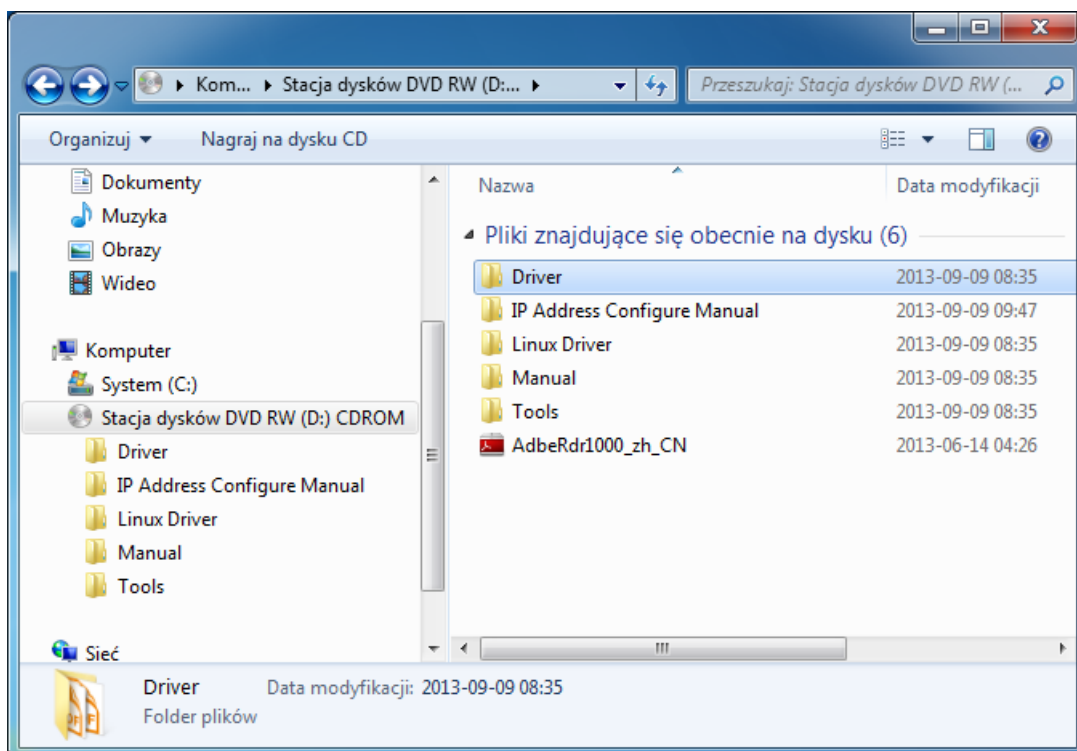 Kom... Stacja dysków DVD RW (D:... Przeszukaj: Stacja dysków DVD RW (...
Organizuj Nagraj na dysku CD
Dokumenty
Muzyka
Obrazy
Wideo
Komputer
System (C:)
Stacja dysków DVD RW (D:) CDROM
Driver
IP Address Configure Manual
Linux Driver
Manual
Tools
Sieć
Nazwa Data modyfikacji
Pliki znajdujące się obecnie na dysku (6)
Driver 2013-09-09 08:35
IP Address Configure Manual 2013-09-09 09:47
Linux Driver 2013-09-09 08:35
Manual 2013-09-09 08:35
Tools 2013-09-09 08:35
AdbeRdr1000_zh_CN 2013-06-14 04:26
Driver Data modyfikacji: 2013-09-09 08:35
Folder plików